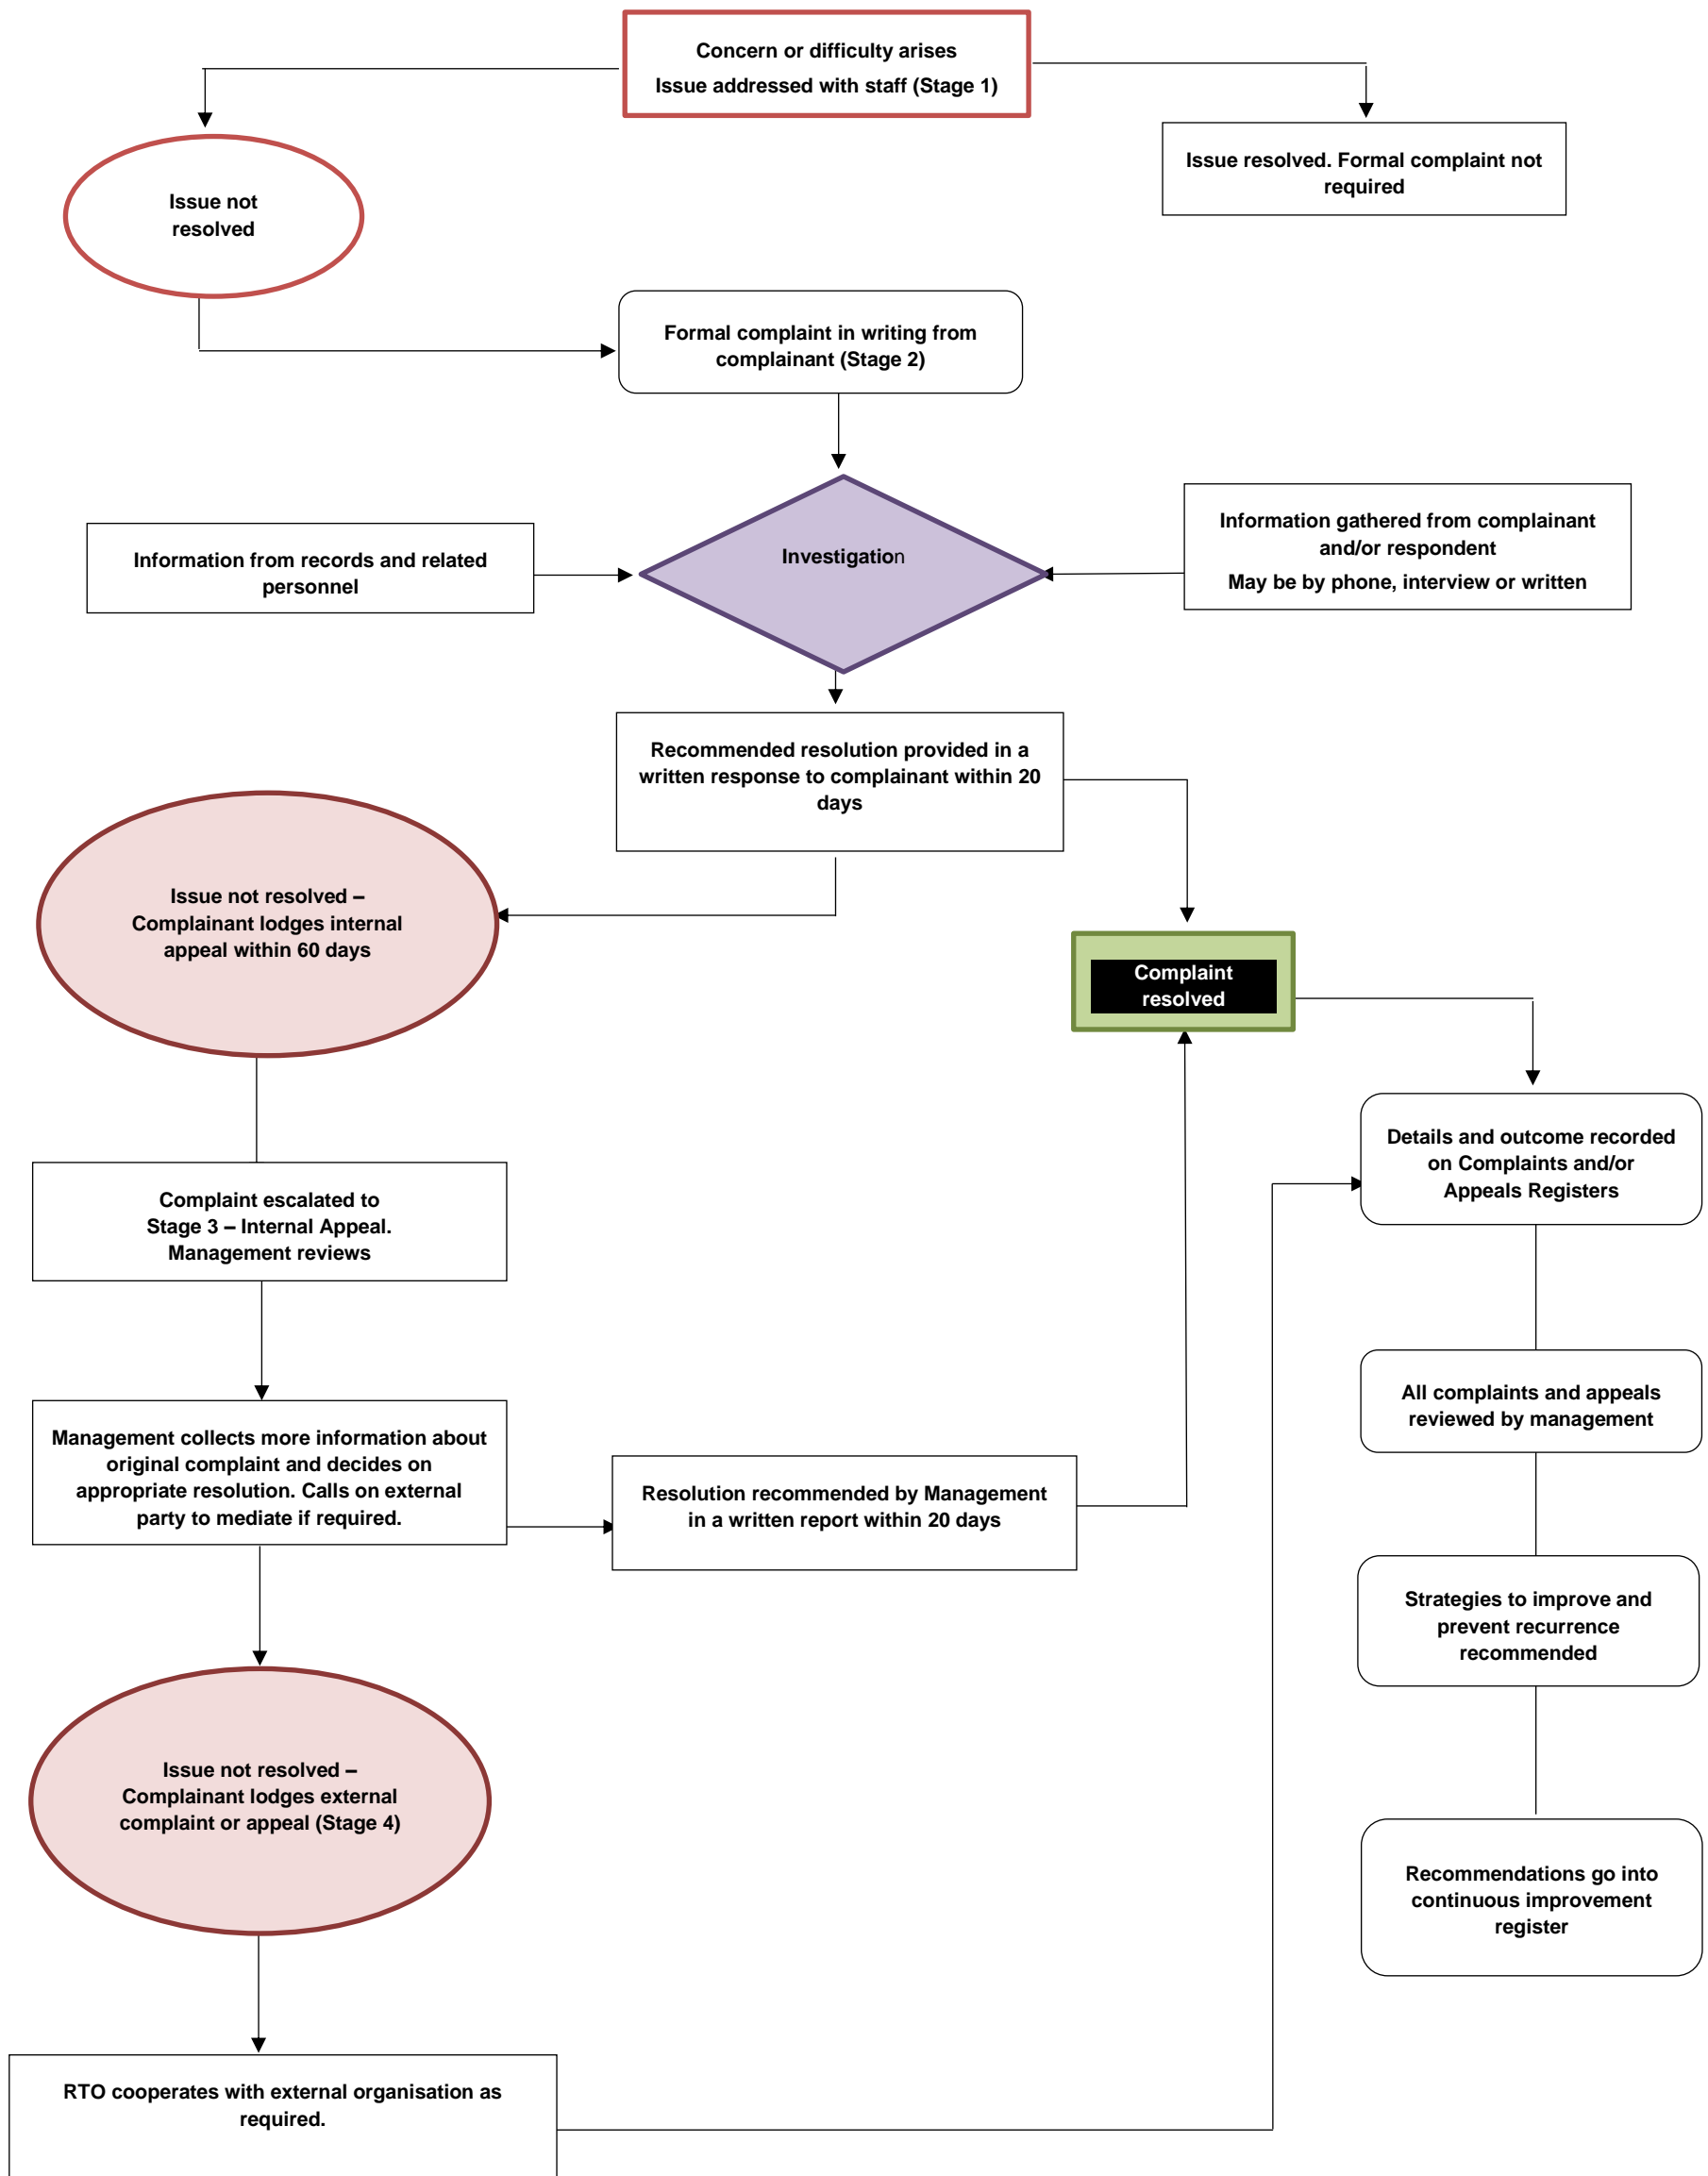 Concern or difficulty arises
Issue addressed with staff (Stage 1)
Issue resolved. Formal complaint not
required
Issue not
resolved
Formal complaint in writing from
complainant (Stage 2)
Information from records and related
personnel
Investigation
Information gathered from complainant
and/or respondent
May be by phone, interview or written
Recommended resolution provided in a
written response to complainant within 20
days
Issue not resolved –
Complainant lodges internal
appeal within 60 days
Complaint
resolved
Details and outcome recorded
on Complaints and/or
Appeals Registers
Complaint escalated to
Stage 3 – Internal Appeal.
Management reviews
All complaints and appeals
reviewed by management
Management collects more information about
original complaint and decides on
appropriate resolution. Calls on external
party to mediate if required.
Resolution recommended by Management
in a written report within 20 days
Strategies to improve and
prevent recurrence
recommended
Issue not resolved –
Complainant lodges external
complaint or appeal (Stage 4)
Recommendations go into
continuous improvement
register
RTO cooperates with external organisation as
required.